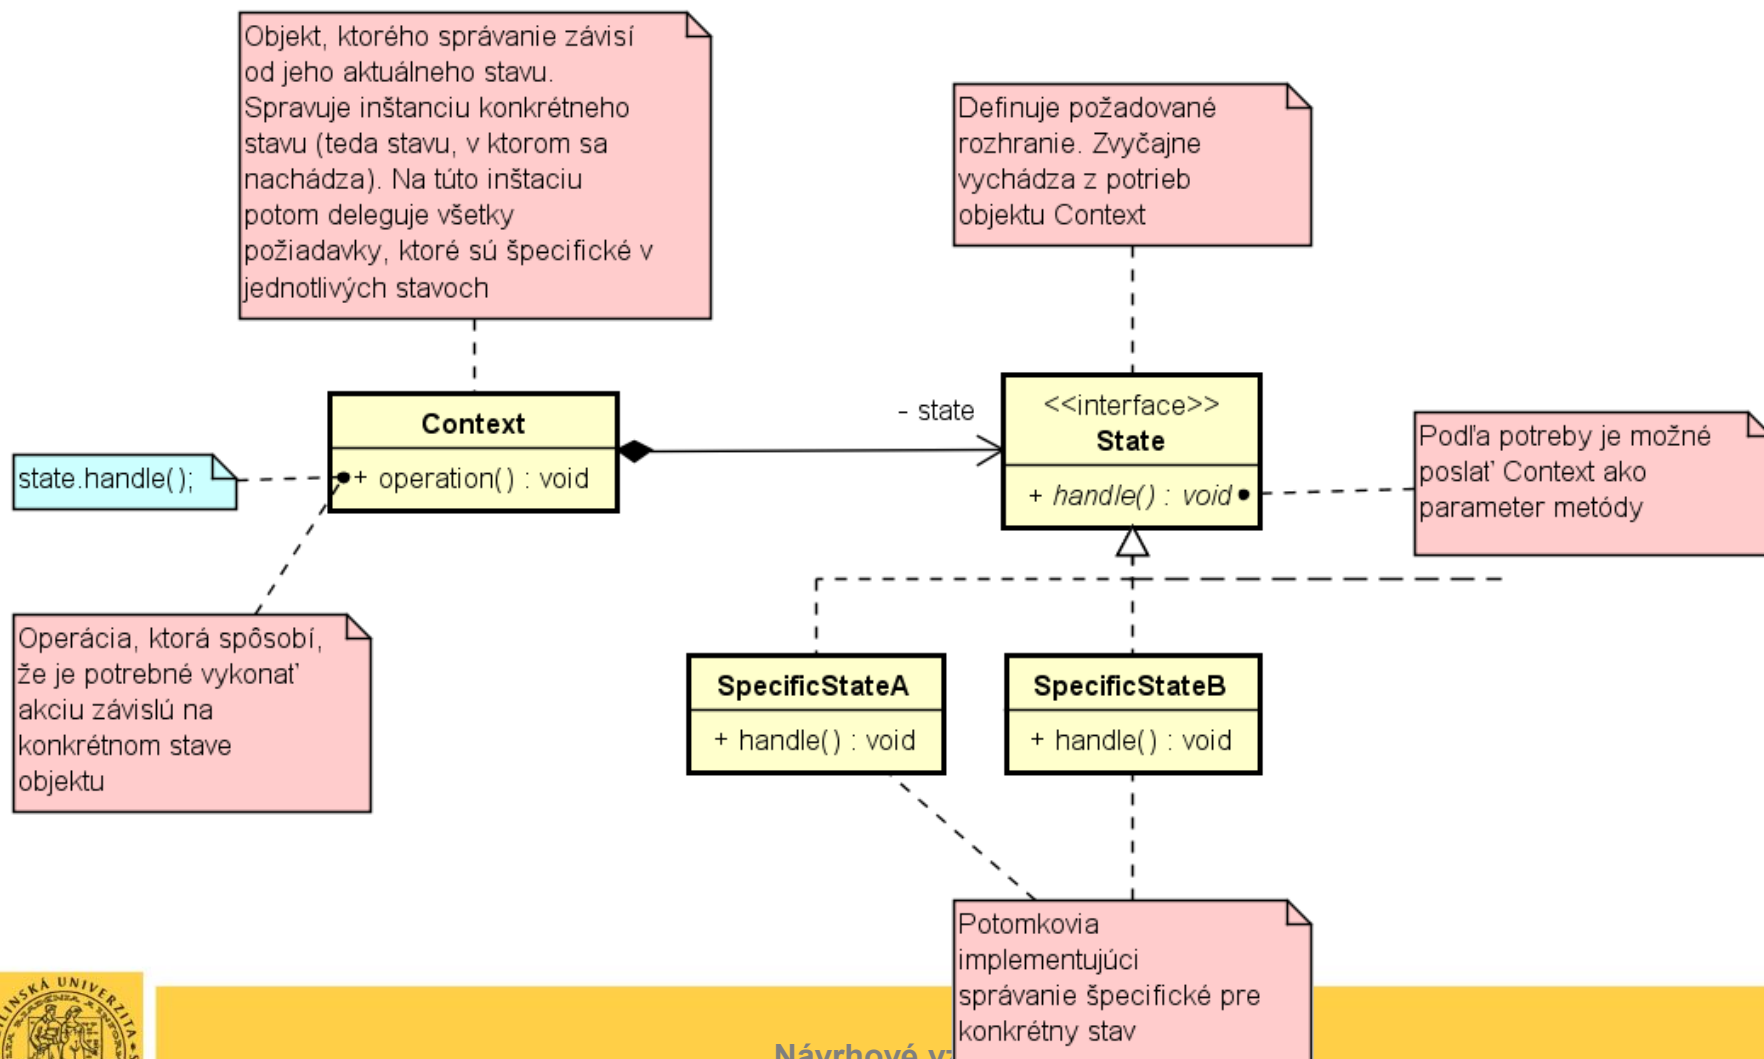 Objekt, ktorého správanie závisí
od jeho aktuálneho stavu.
Spravuje inštanciu konkrétneho
stavu (teda stavu, v ktorom sa
nachádza). Na túto inštaciu
potom deleguje všetky
požiadavky, ktoré sú špecifické v
jednotlivých stavoch
Definuje požadované
rozhranie. Zvyčajne
vychádza z potrieb
objektu Context
Context
+ operation() : void
- state
<<interface>>
State
+ handle() : void
Podľa potreby je možné
poslať Context ako
parameter metódy
state.handle();
Operácia, ktorá spôsobí,
že je potrebné vykonať
akciu závislú na
konkrétnom stave
objektu
SpecificStateA
+ handle() : void
SpecificStateB
+ handle() : void
Potomkovia
implementujúci
správanie špecifické pre
konkrétny stav
Návrhové